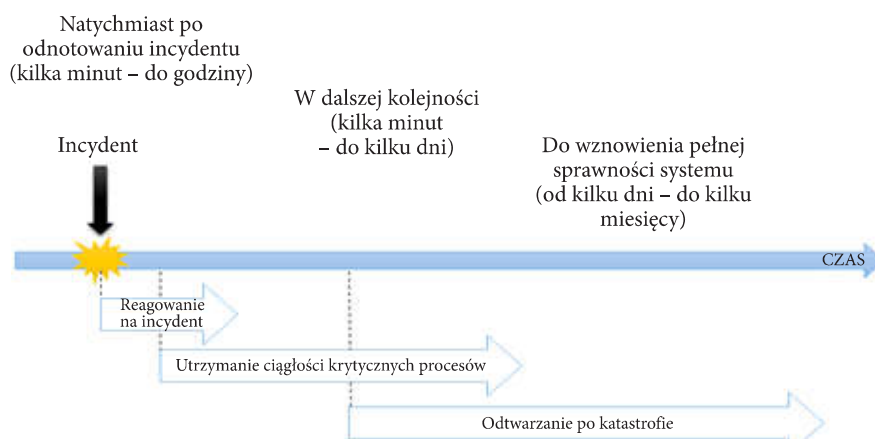 Natychmiast po
odnotowaniu incydentu
(kilka minut – do godziny)
W dalszej kolejności
(kilka minut
– do kilku dni)
Incydent
Do wznowienia pełnej
sprawności systemu
(od kilku dni – do kilku
miesięcy)
CZAS
Reagowanie
na incydent
Utrzymanie ciągłości krytycznych procesów
Odtwarzanie po katastrofie